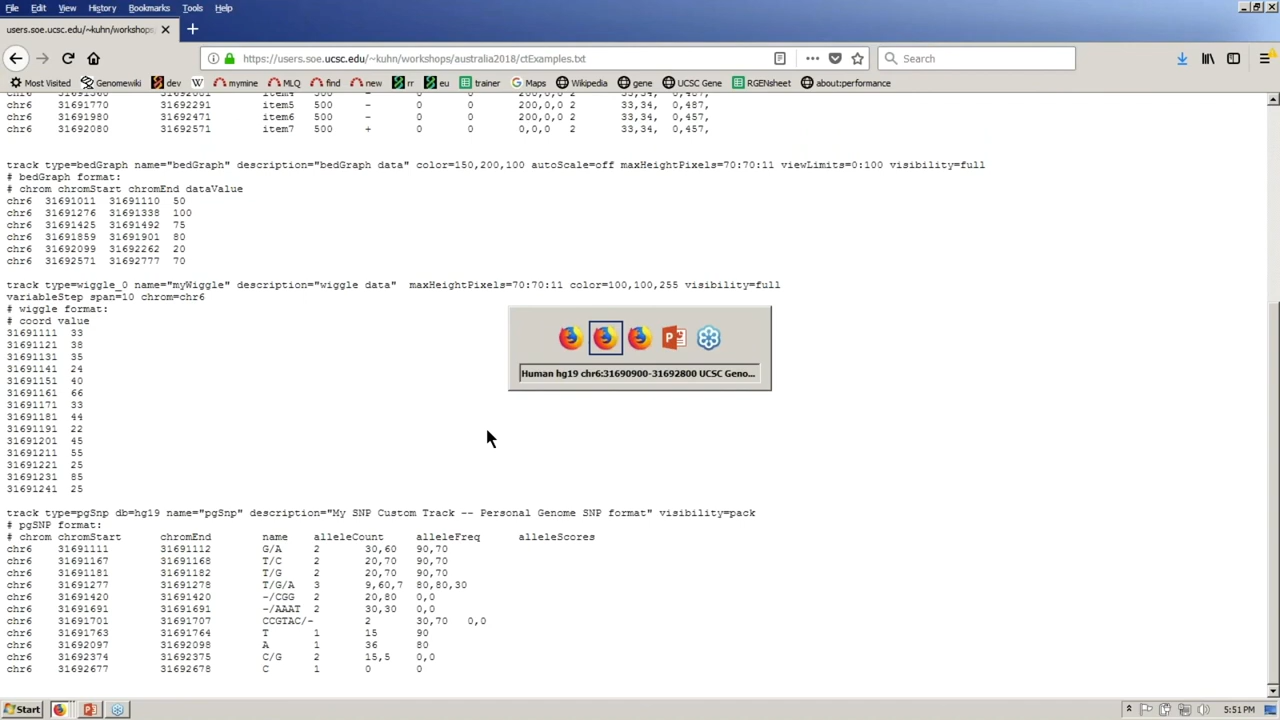 File Edit View History Bookmarks Tools Help
users.soe.ucsc.edu/~kuhn/workshops
https://users.soe.ucsc.edu/~kuhn/workshops/australia2018/ctExamples.txt
Search
Most Visited Genomewiki dev mymine MLQ find new rr eu trainer Maps Wikipedia gene UCSC Gene RGENsheet about:performance
chr6 31691770 31692291 item5 500 - 0 0 200,0,0 2 33,34, 0,487,
chr6 31691980 31692471 item6 500 - 0 0 200,0,0 2 33,34, 0,457,
chr6 31692080 31692571 item7 500 + 0 0 0,0,0 2 33,34, 0,457,
track type=bedGraph name="bedGraph" description="bedGraph data" color=150,200,100 autoScale=off maxHeightPixels=70:70:11 viewLimits=0:100 visibility=full
# bedGraph format:
# chrom chromStart chromEnd dataValue
chr6 31691011 31691110 50
chr6 31691276 31691338 100
chr6 31691425 31691492 75
chr6 31691859 31691901 80
chr6 31692099 31692262 20
chr6 31692571 31692777 70
track type=wiggle_0 name="myWiggle" description="wiggle data" maxHeightPixels=70:70:11 color=100,100,255 visibility=full
variableStep span=10 chrom=chr6
# wiggle format:
# coord value
31691111 33
31691121 38
31691131 35
31691141 24
31691151 40
31691161 66
31691171 33
31691181 44
31691191 22
31691201 45
31691211 55
31691221 25
31691231 85
31691241 25
Human hg19 chr6:31690900-31692800 UCSC Geno...
track type=pgSnp db=hg19 name="pgSnp" description="My SNP Custom Track -- Personal Genome SNP format" visibility=pack
# pgSNP format:
# chrom chromStart chromEnd name alleleCount alleleFreq alleleScores
chr6 31691111 31691112 G/A 2 30,60 90,70
chr6 31691167 31691168 T/C 2 20,70 90,70
chr6 31691181 31691182 T/G 2 20,70 90,70
chr6 31691277 31691278 T/G/A 3 9,60,7 80,80,30
chr6 31691420 31691420 -/CGG 2 20,80 0,0
chr6 31691691 31691691 -/AAAT 2 30,30 0,0
chr6 31691701 31691707 CCGTAC/- 2 30,70 0,0
chr6 31691763 31691764 T 1 15 90
chr6 31692097 31692098 A 1 36 80
chr6 31692374 31692375 C/G 2 15,5 0,0
chr6 31692677 31692678 C 1 0 0
Start
5:51 PM